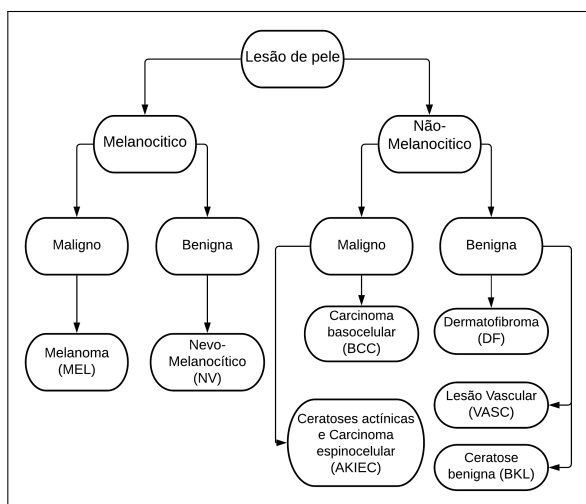 Lesão de pele
Melanocitico
Não-
Melanocitico
Maligno
Benigna
Maligno
Benigna
Melanoma
(MEL)
Nevo-
Melanocítico
(NV)
Carcinoma
basocelular
(BCC)
Dermatofibroma
(DF)
Ceratoses actínicas
e Carcinoma
espinocelular
(AKIEC)
Lesão Vascular
(VASC)
Ceratose
benigna (BKL)